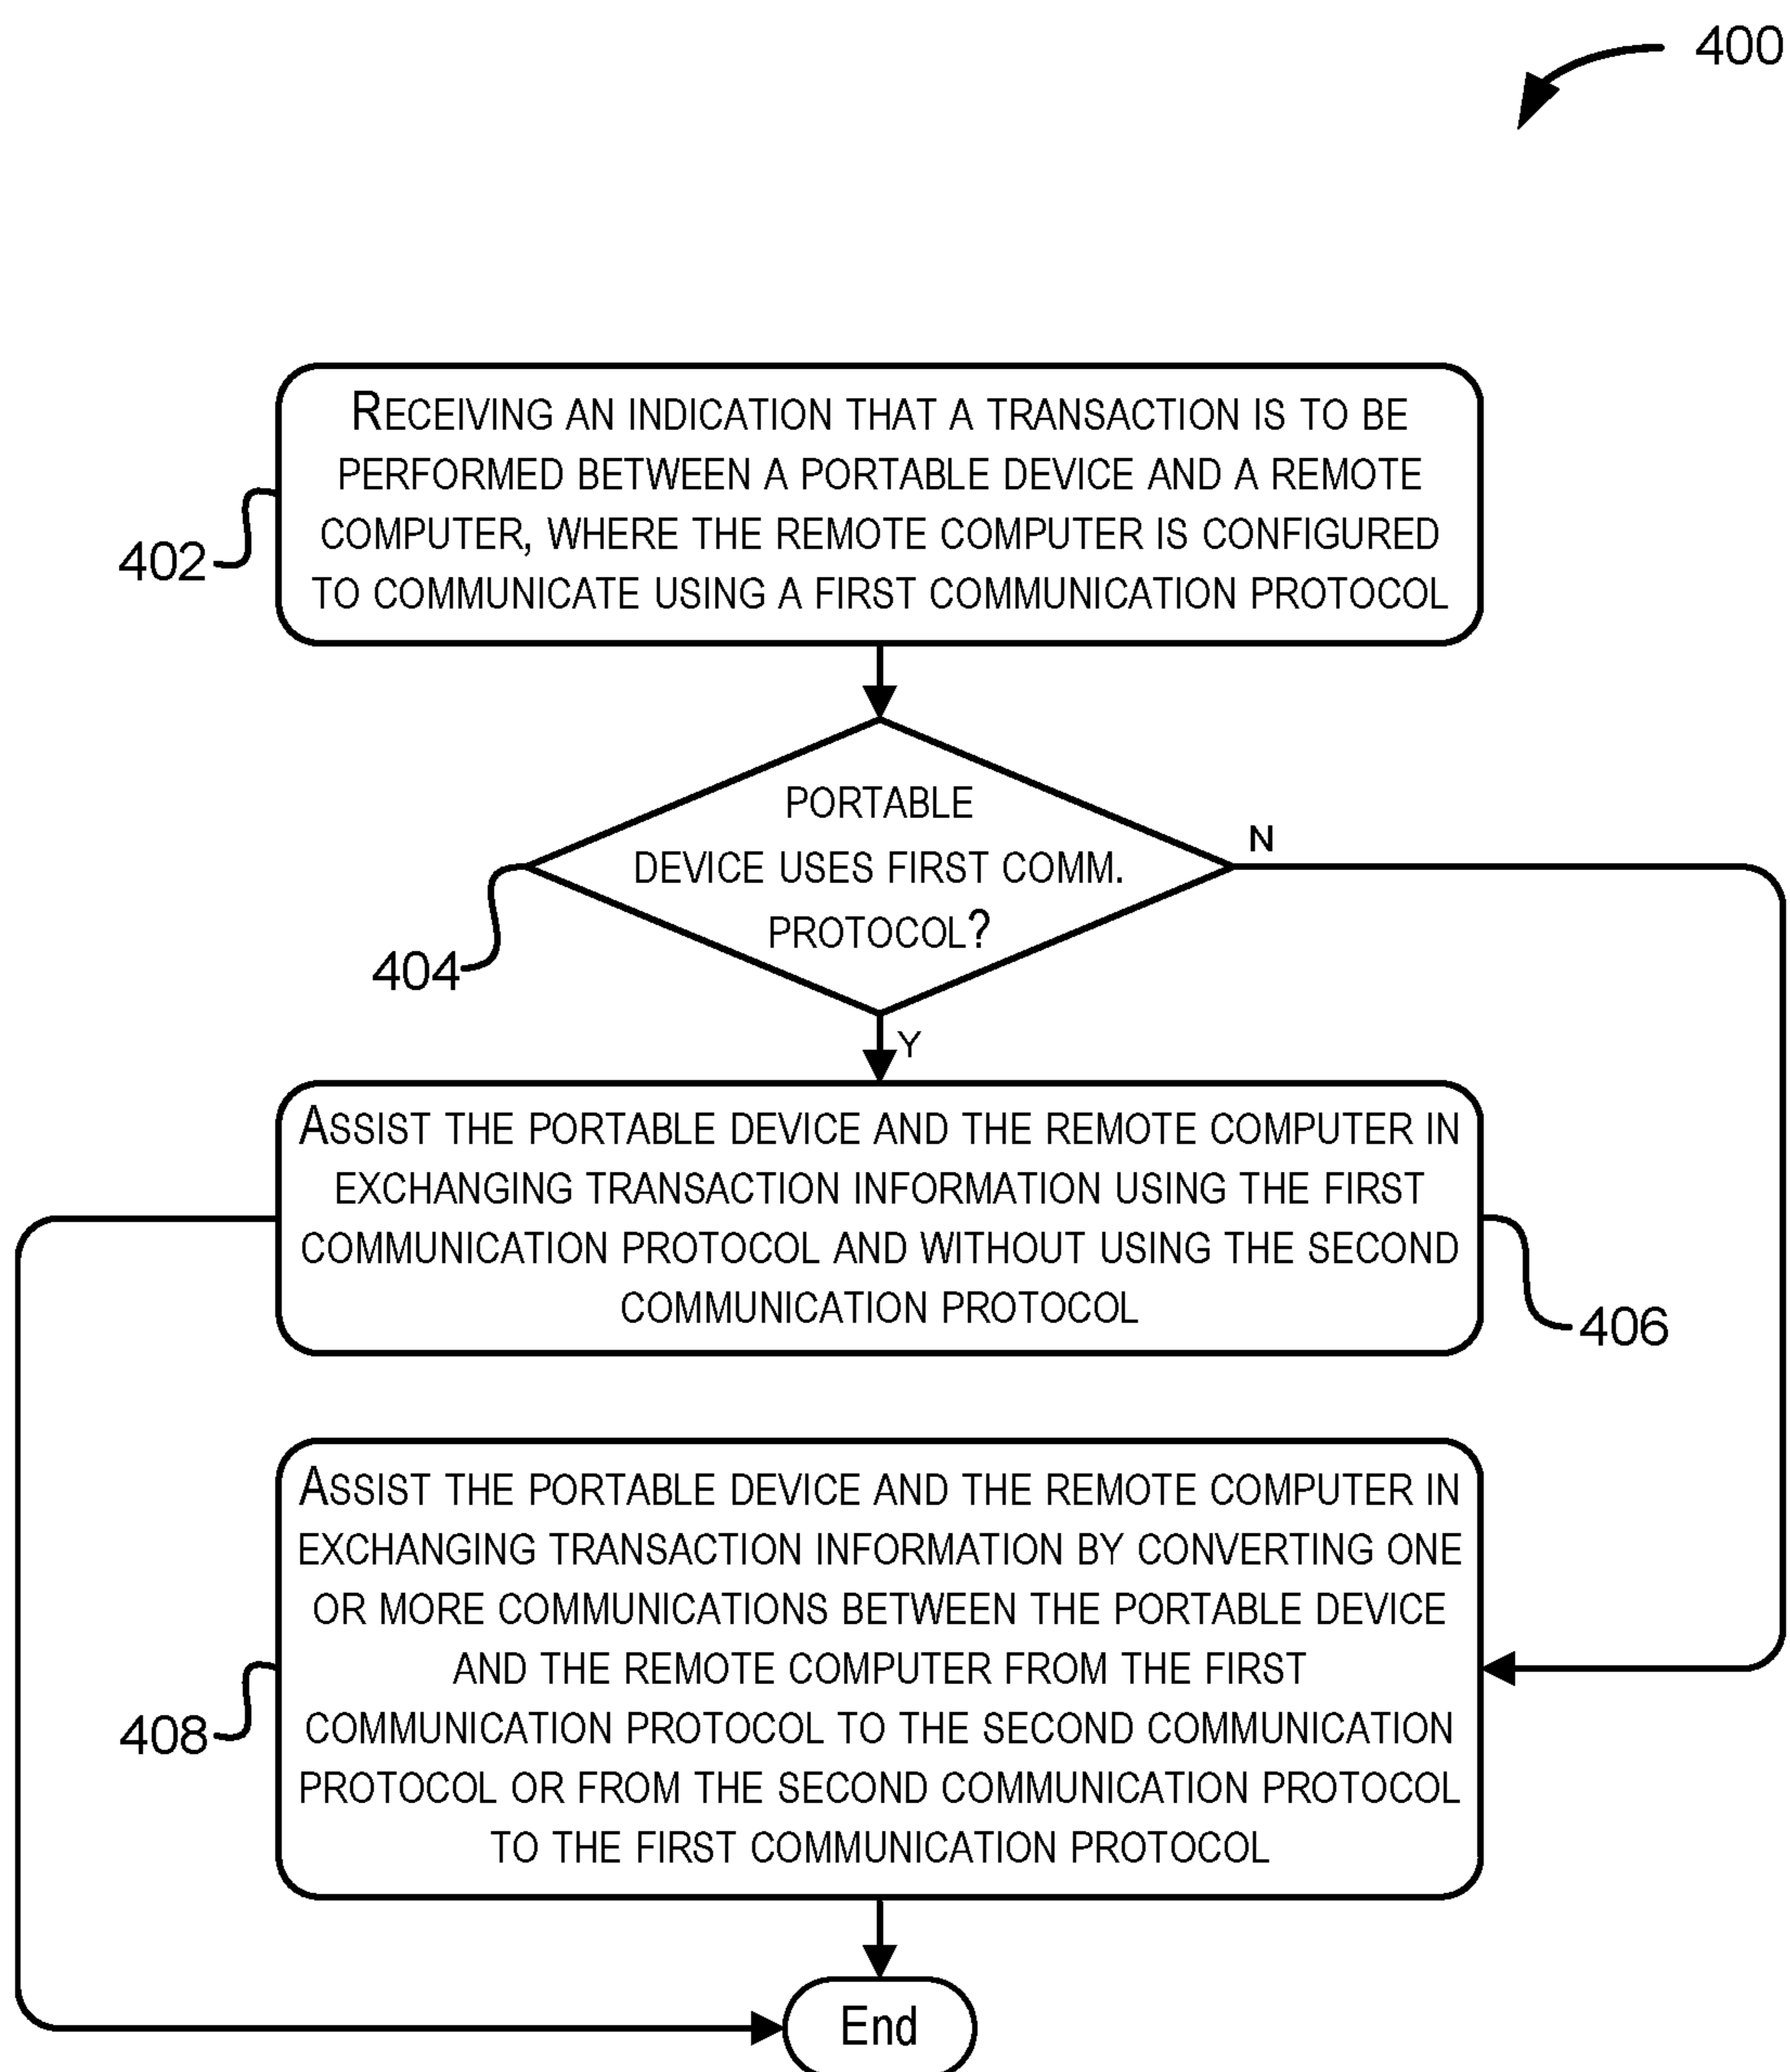 400
RECEIVING AN INDICATION THAT A TRANSACTION IS TO BE
PERFORMED BETWEEN A PORTABLE DEVICE AND A REMOTE
COMPUTER, WHERE THE REMOTE COMPUTER IS CONFIGURED
TO COMMUNICATE USING A FIRST COMMUNICATION PROTOCOL
402
PORTABLE
DEVICE USES FIRST COMM.
PROTOCOL?
N
404
Y
ASSIST THE PORTABLE DEVICE AND THE REMOTE COMPUTER IN
EXCHANGING TRANSACTION INFORMATION USING THE FIRST
COMMUNICATION PROTOCOL AND WITHOUT USING THE SECOND
COMMUNICATION PROTOCOL
406
ASSIST THE PORTABLE DEVICE AND THE REMOTE COMPUTER IN
EXCHANGING TRANSACTION INFORMATION BY CONVERTING ONE
OR MORE COMMUNICATIONS BETWEEN THE PORTABLE DEVICE
AND THE REMOTE COMPUTER FROM THE FIRST
COMMUNICATION PROTOCOL TO THE SECOND COMMUNICATION
PROTOCOL OR FROM THE SECOND COMMUNICATION PROTOCOL
TO THE FIRST COMMUNICATION PROTOCOL
408
End